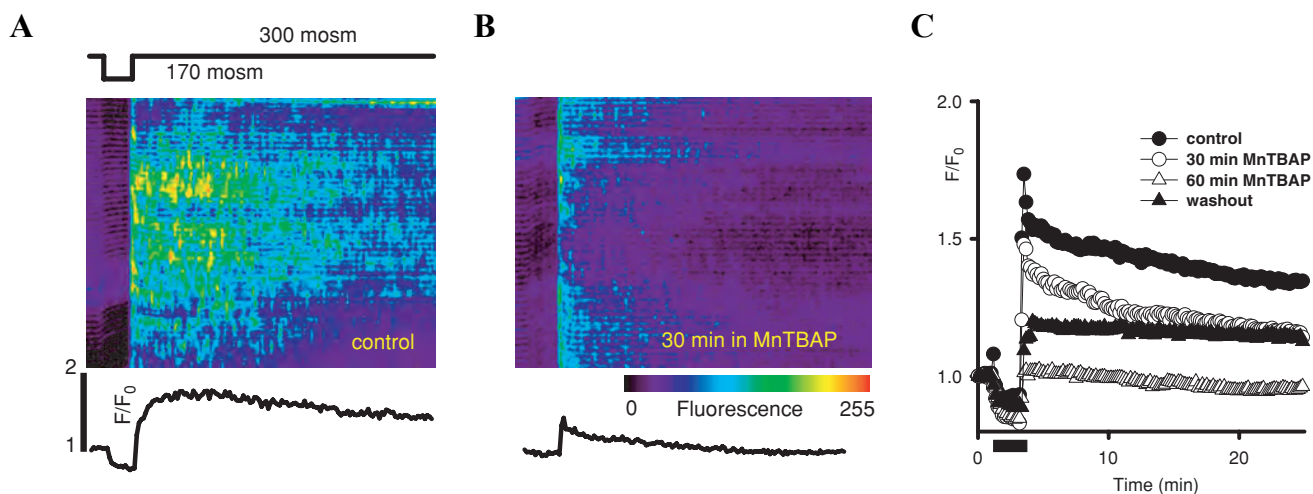 A
300 mosm
170 mosm
control
2
1
F/F0
B
30 min in MnTBAP
0 Fluorescence 255
C
F/F0
2.0
1.5
1.0
control
30 min MnTBAP
60 min MnTBAP
washout
0 10 20
Time (min)